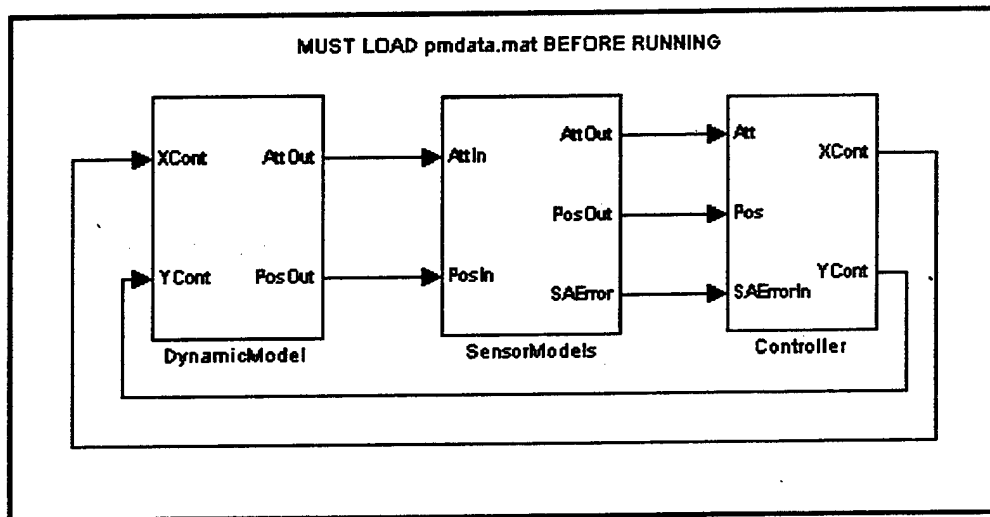 MUST LOAD pmdata.mat BEFORE RUNNING
XCont
AttOut
YCont
PosOut
DynamicModel
AttIn
AttOut
PosOut
PosIn
SAError
SensorModels
Att
XCont
Pos
YCont
SAErrorIn
Controller